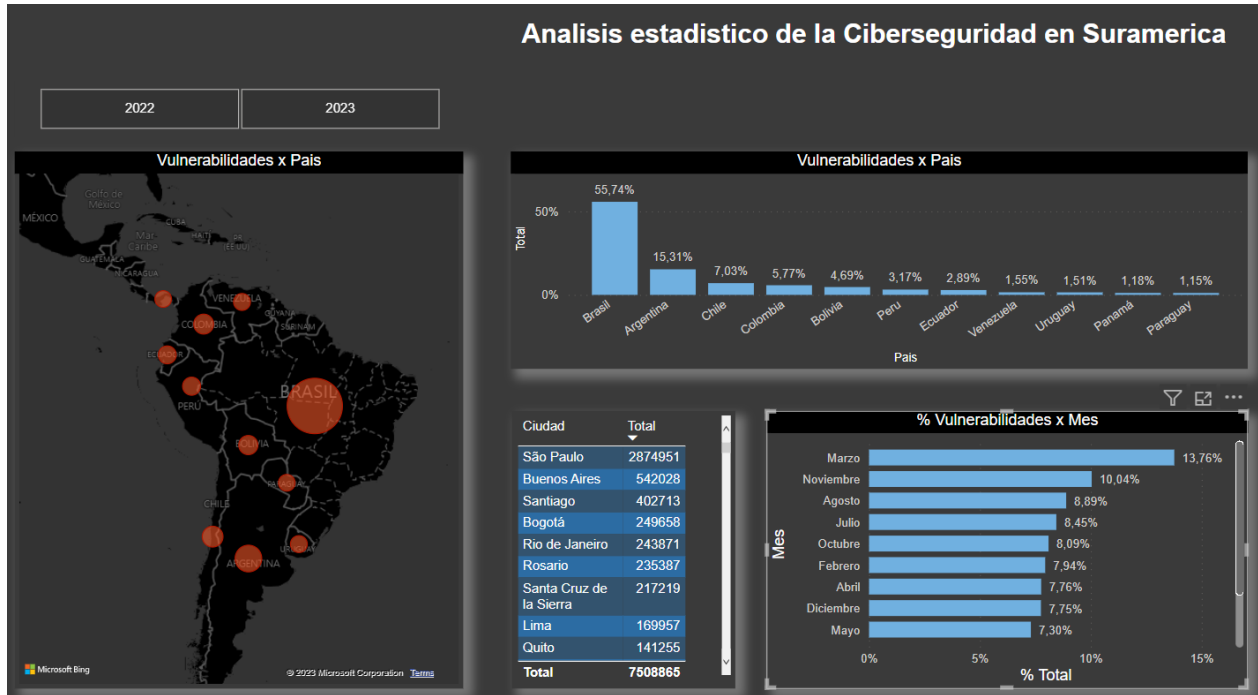 Analisis estadistico de la Ciberseguridad en Suramerica
2022
2023
Vulnerabilidades x Pais
Golfo de
México
MÉXICO
CUBA
HAITÍ
DR
(EE UU)
Mar
Caribe
GUATEMALA
NICARAGUA
VENEZUELA
GUYANA
SURINAM
COLOMBIA
ECUADOR
PERÚ
BRASIL
BOLIVIA
PARAGUAY
CHILE
URUGUAY
ARGENTINA
Microsoft Bing
© 2023 Microsoft Corporation Terms
Vulnerabilidades x Pais
Total
50%
0%
55,74%
15,31%
7,03%
5,77%
4,69%
3,17%
2,89%
1,55%
1,51%
1,18%
1,15%
Brasil
Argentina
Chile
Colombia
Bolivia
Peru
Ecuador
Venezuela
Uruguay
Panamá
Paraguay
Pais
Ciudad Total
São Paulo 2874951
Buenos Aires 542028
Santiago 402713
Bogotá 249658
Rio de Janeiro 243871
Rosario 235387
Santa Cruz de 217219
la Sierra
Lima 169957
Quito 141255
Total 7508865
% Vulnerabilidades x Mes
Mes
Marzo 13,76%
Noviembre 10,04%
Agosto 8,89%
Julio 8,45%
Octubre 8,09%
Febrero 7,94%
Abril 7,76%
Diciembre 7,75%
Mayo 7,30%
0% 5% 10% 15%
% Total